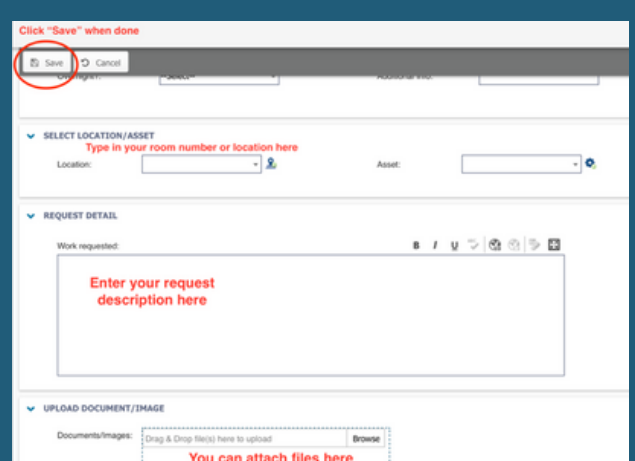 Click "Save" when done
Save Cancel
Overnight?: --Select-- Additional Info:
SELECT LOCATION/ASSET
Type in your room number or location here
Location: Asset:
REQUEST DETAIL
Work requested: B I U
Enter your request
description here
UPLOAD DOCUMENT/IMAGE
Documents/Images: Drag & Drop file(s) here to upload Browse
You can attach files here